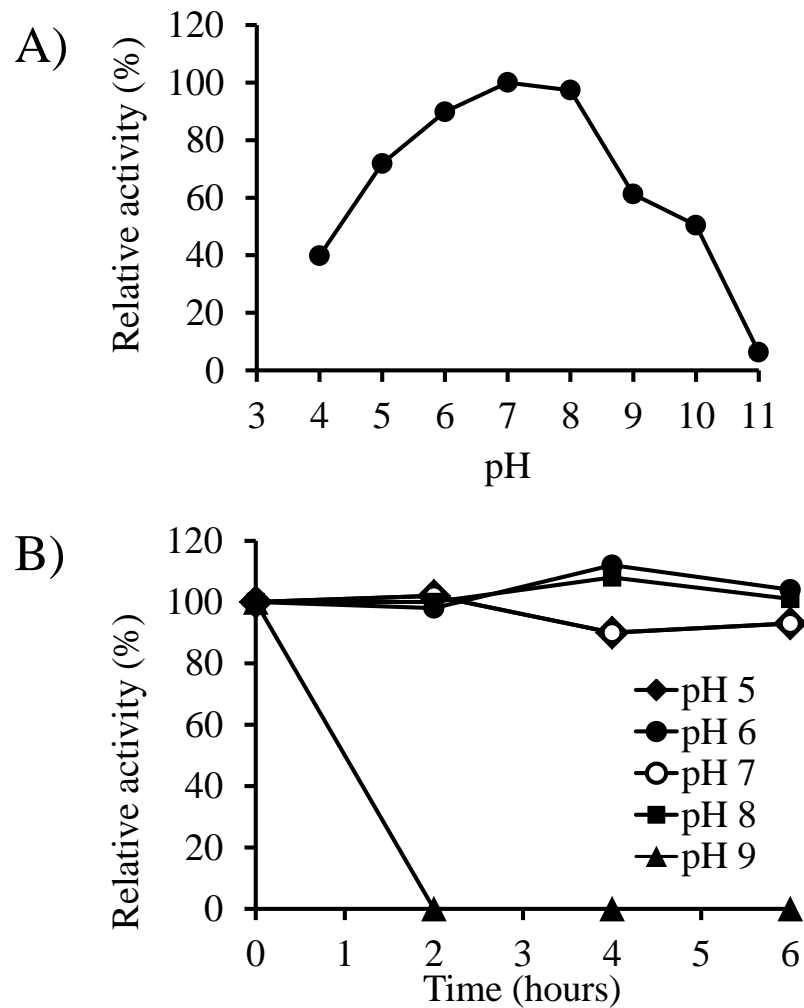 A)
Relative activity (%)
120
100
80
60
40
20
0
3 4 5 6 7 8 9 10 11
pH
B)
Relative activity (%)
120
100
80
60
40
20
0
pH 5
pH 6
pH 7
pH 8
pH 9
0 1 2 3 4 5 6
Time (hours)